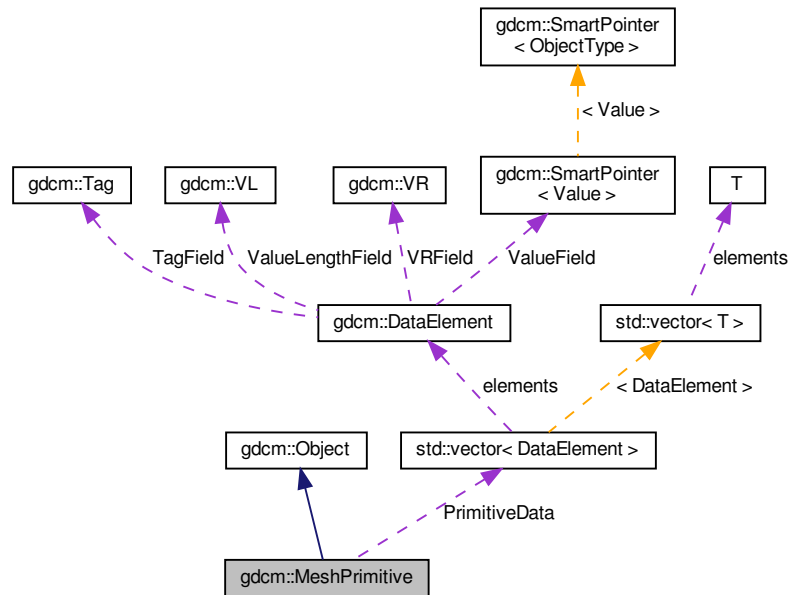 gdcm::SmartPointer
< ObjectType >
< Value >
gdcm::Tag
gdcm::VL
gdcm::VR
gdcm::SmartPointer
< Value >
T
TagField
ValueLengthField
VRField
ValueField
elements
gdcm::DataElement
std::vector< T >
elements
< DataElement >
gdcm::Object
std::vector< DataElement >
PrimitiveData
gdcm::MeshPrimitive